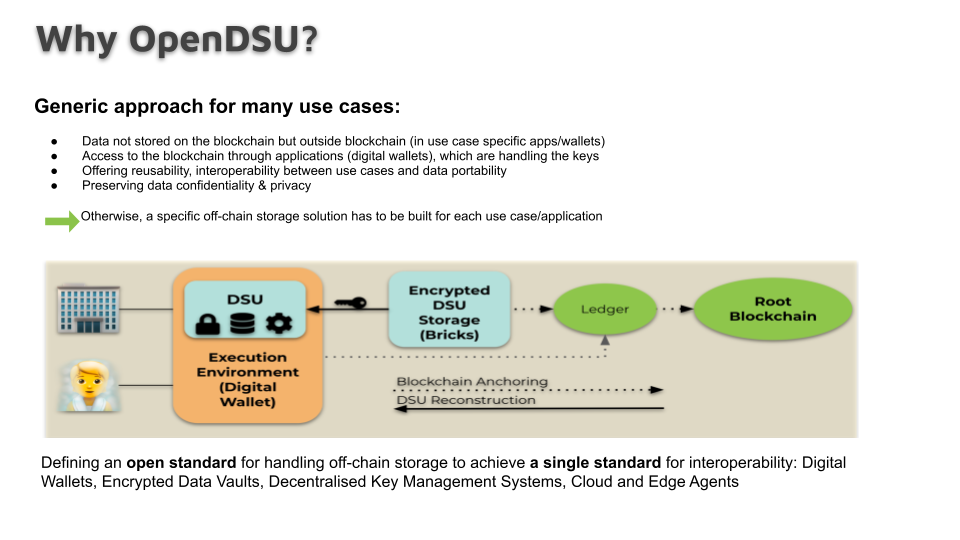 Why OpenDSU?
Generic approach for many use cases:
● Data not stored on the blockchain but outside blockchain (in use case specific apps/wallets)
● Access to the blockchain through applications (digital wallets), which are handling the keys
● Offering reusability, interoperability between use cases and data portability
● Preserving data confidentiality & privacy
Otherwise, a specific off-chain storage solution has to be built for each use case/application
DSU
Execution
Environment
(Digital
Wallet)
Encrypted
DSU
Storage
(Bricks)
Ledger
Root
Blockchain
Blockchain Anchoring
DSU Reconstruction
Defining an open standard for handling off-chain storage to achieve a single standard for interoperability: Digital
Wallets, Encrypted Data Vaults, Decentralised Key Management Systems, Cloud and Edge Agents